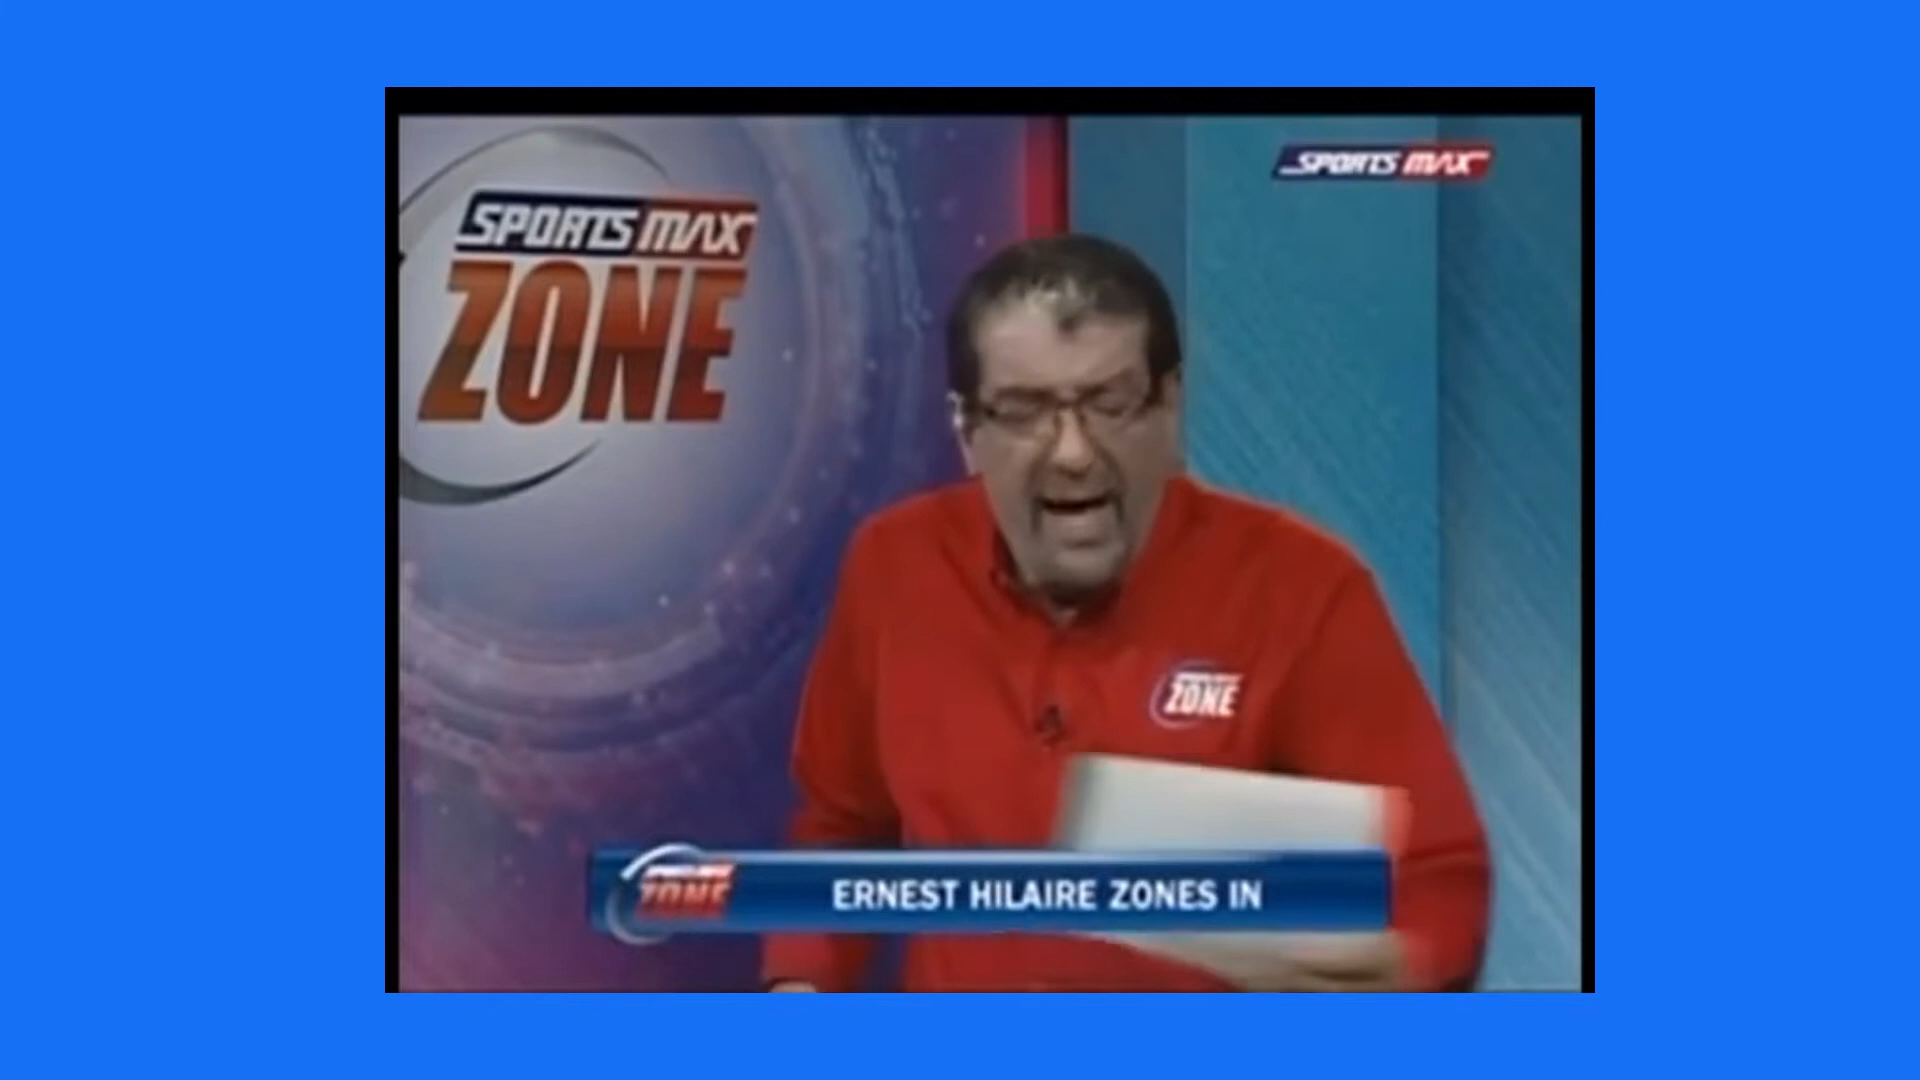 SPORTS MAX
ZONE
SPORTS MAX
ZONE
ZONE
ERNEST HILAIRE ZONES IN